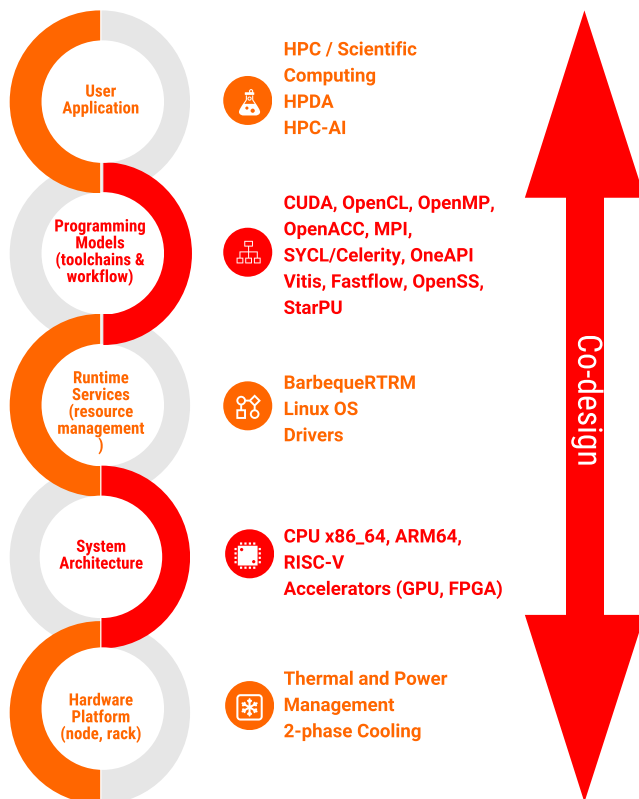 User
Application
HPC / Scientific
Computing
HPDA
HPC-AI
Programming
Models
(toolchains &
workflow)
CUDA, OpenCL, OpenMP,
OpenACC, MPI,
SYCL/Celerity, OneAPI
Vitis, Fastflow, OpenSS,
StarPU
Runtime
Services
(resource
management
)
BarbequeRTRM
Linux OS
Drivers
System
Architecture
CPU x86_64, ARM64,
RISC-V
Accelerators (GPU, FPGA)
Hardware
Platform
(node, rack)
Thermal and Power
Management
2-phase Cooling
Co-design